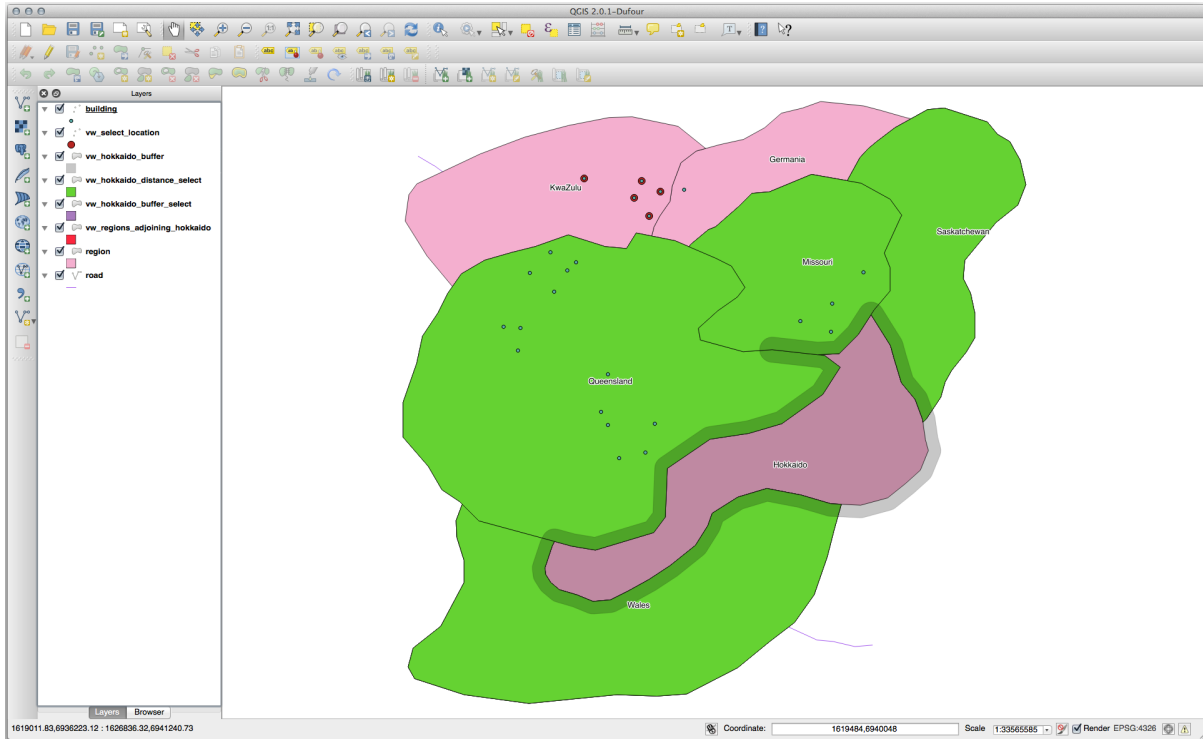 QGIS 2.0.1-Dufour
Layers
building
vw_select_location
vw_hokkaido_buffer
vw_hokkaido_distance_select
vw_hokkaido_buffer_select
vw_regions_adjoining_hokkaido
region
road
KwaZulu
Germania
Saskatchewan
Missouri
Queensland
Hokkaido
Wales
Layers
Browser
1619011.83,6936223.12 : 1626836.32,6941240.73
Coordinate:
1619484,6940048
Scale
1:33565585
Render
EPSG:4326